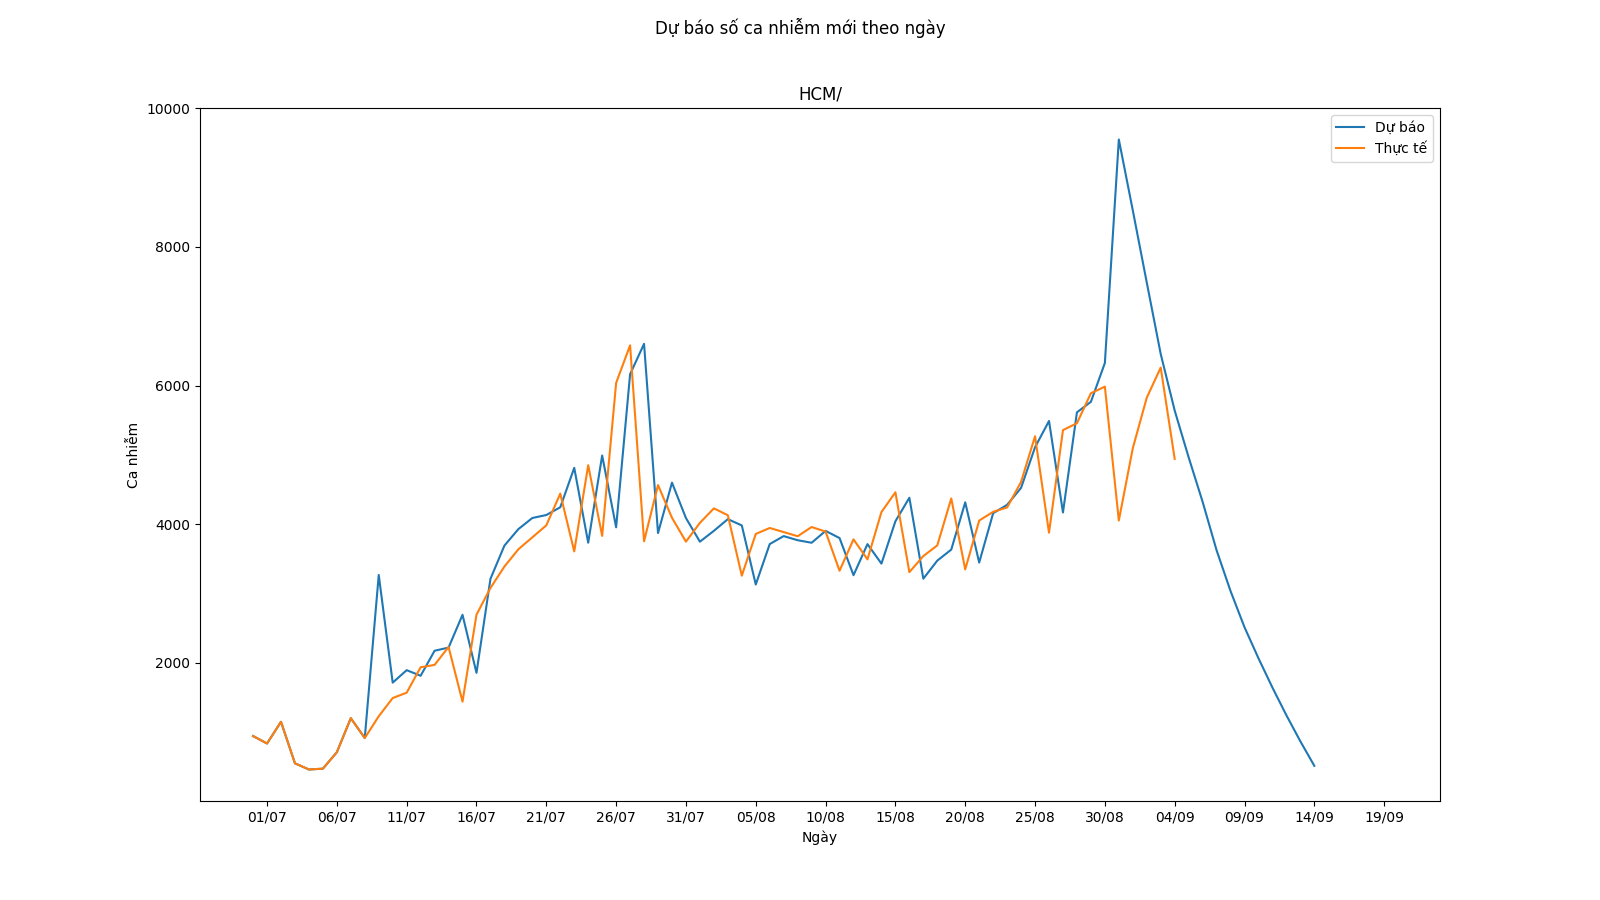 Dự báo số ca nhiễm mới theo ngày
HCM/
10000
8000
6000
4000
2000
Ca nhiễm
Dự báo
Thực tế
01/07 06/07 11/07 16/07 21/07 26/07 31/07 05/08 10/08 15/08 20/08 25/08 30/08 04/09 09/09 14/09 19/09
Ngày